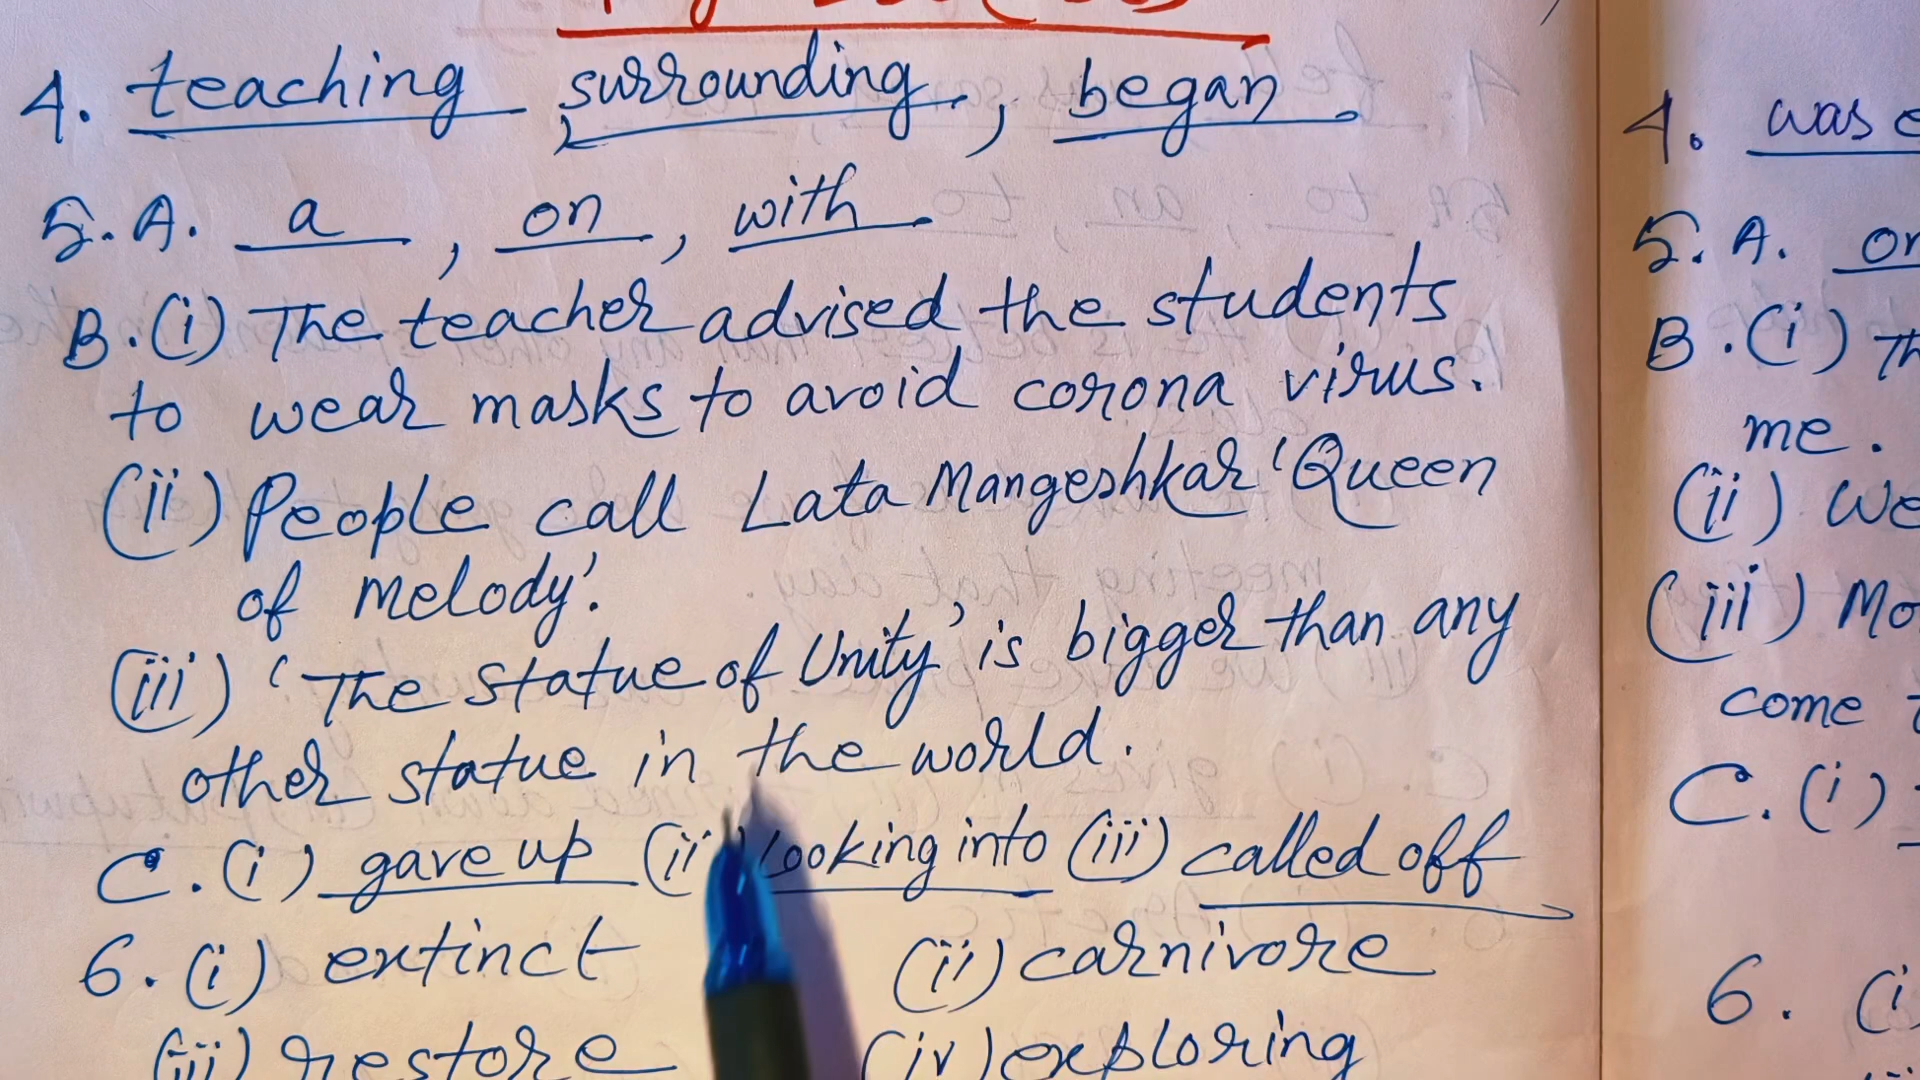 4. teaching, surrounding, began.
5. A. a, on, with
B. (i) The teacher advised the students
to wear masks to avoid corona virus.
(ii) People call Lata Mangeshkar 'Queen
of Melody'.
(iii) 'The Statue of Unity' is bigger than any
other statue in the world.
C. (i) gave up (ii) looking into (iii) called off
6. (i) extinct (ii) carnivore
(iii) restore (iv) exploring
4. was
5. A.
B. (i)
me.
(ii) We
(iii)
come
C. (i)
6. (i